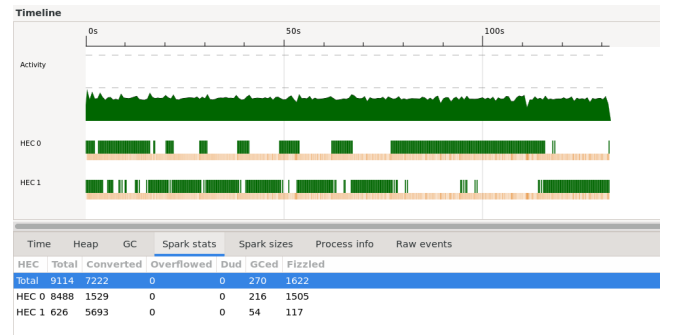 Timeline
0s 50s 100s
Activity
HEC 0
HEC 1
Time Heap GC Spark stats Spark sizes Process info Raw events
HEC Total Converted Overflowed Dud GCed Fizzled
Total 9114 7222 0 0 270 1622
HEC 0 8488 1529 0 0 216 1505
HEC 1 626 5693 0 0 54 117